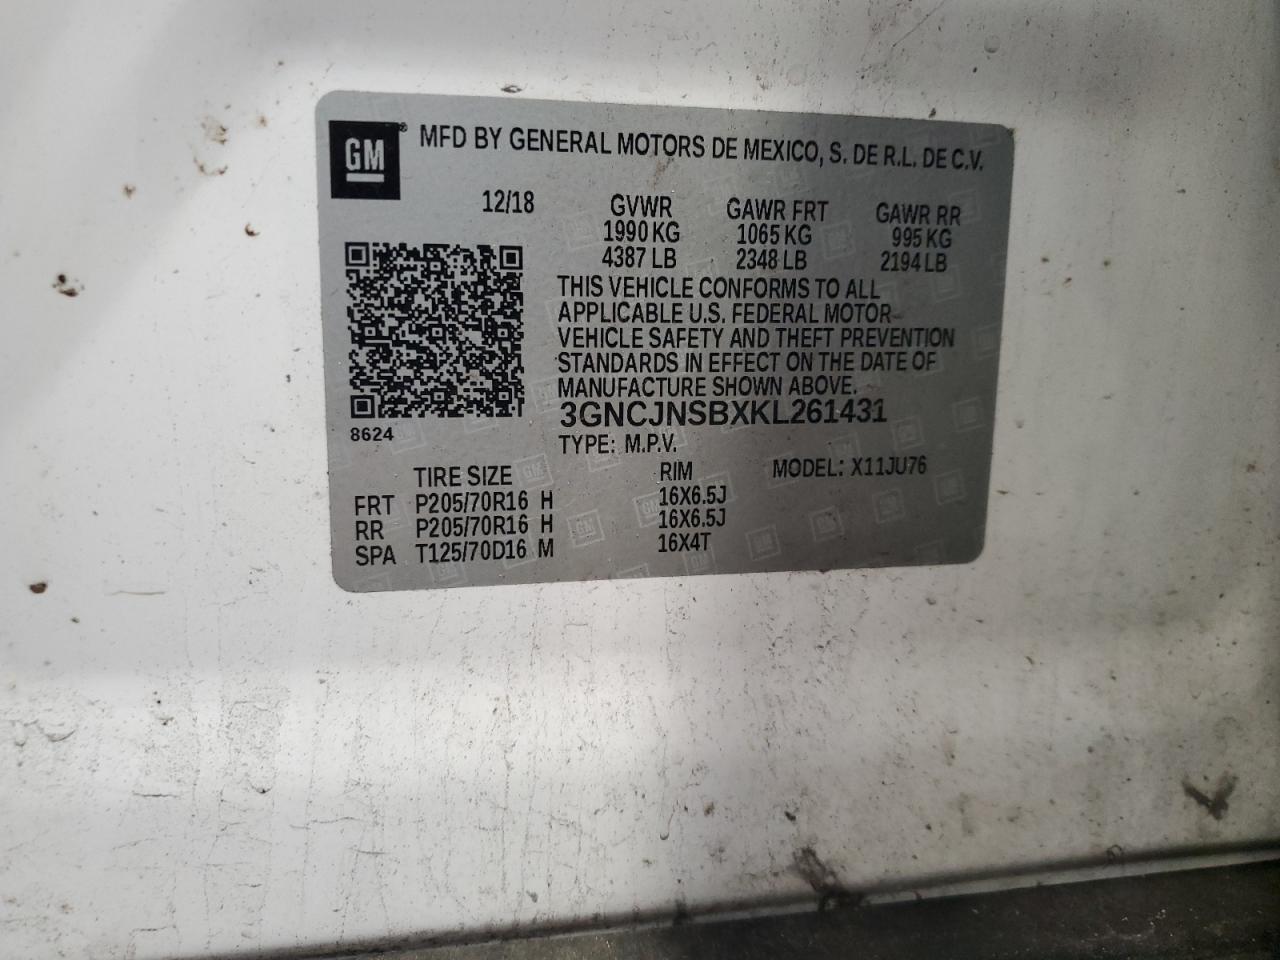 GM ® MFD BY GENERAL MOTORS DE MEXICO, S. DE R.L. DE C.V.
12/18 GVWR GAWR FRT GAWR RR
1990 KG 1065 KG 995 KG
4387 LB 2348 LB 2194 LB
THIS VEHICLE CONFORMS TO ALL
APPLICABLE U.S. FEDERAL MOTOR
VEHICLE SAFETY AND THEFT PREVENTION
STANDARDS IN EFFECT ON THE DATE OF
MANUFACTURE SHOWN ABOVE.
3GNCJNSBXKL261431
8624
TYPE: M.P.V.
TIRE SIZE RIM MODEL: X11JU76
FRT P205/70R16 H 16X6.5J
RR P205/70R16 H 16X6.5J
SPA T125/70D16 M 16X4T